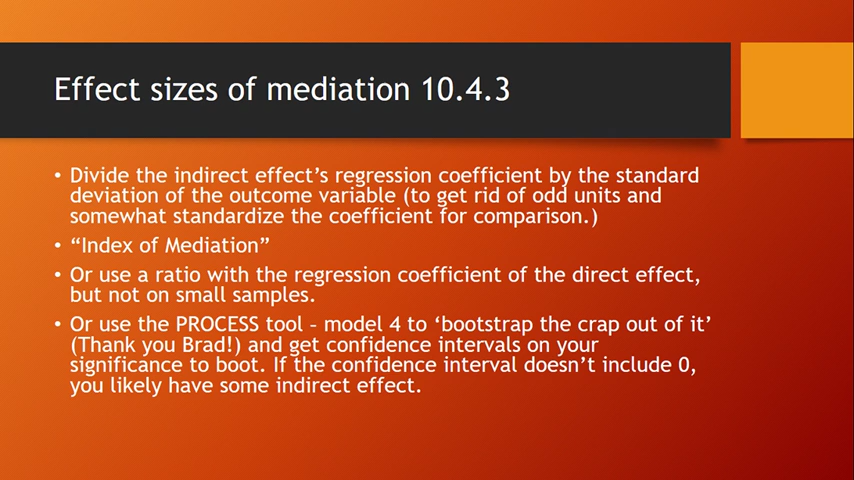 Effect sizes of mediation 10.4.3
• Divide the indirect effect’s regression coefficient by the standard
deviation of the outcome variable (to get rid of odd units and
somewhat standardize the coefficient for comparison.)
• “Index of Mediation”
• Or use a ratio with the regression coefficient of the direct effect,
but not on small samples.
• Or use the PROCESS tool – model 4 to ‘bootstrap the crap out of it’
(Thank you Brad!) and get confidence intervals on your
significance to boot. If the confidence interval doesn’t include 0,
you likely have some indirect effect.